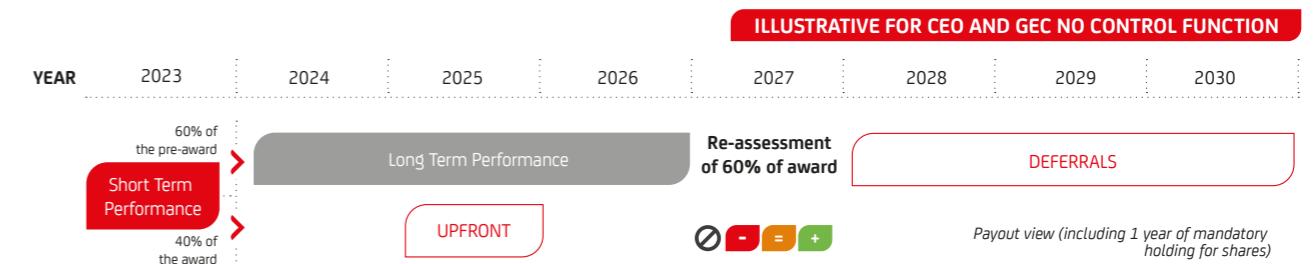 ILLUSTRATIVE FOR CEO AND GEC NO CONTROL FUNCTION
YEAR 2023 2024 2025 2026 2027 2028 2029 2030
60% of
the pre-award
Short Term
Performance
40% of
the award
Long Term Performance
UPFRONT
Re-assessment
of 60% of award
- = +
DEFERRALS
Payout view (including 1 year of mandatory
holding for shares)